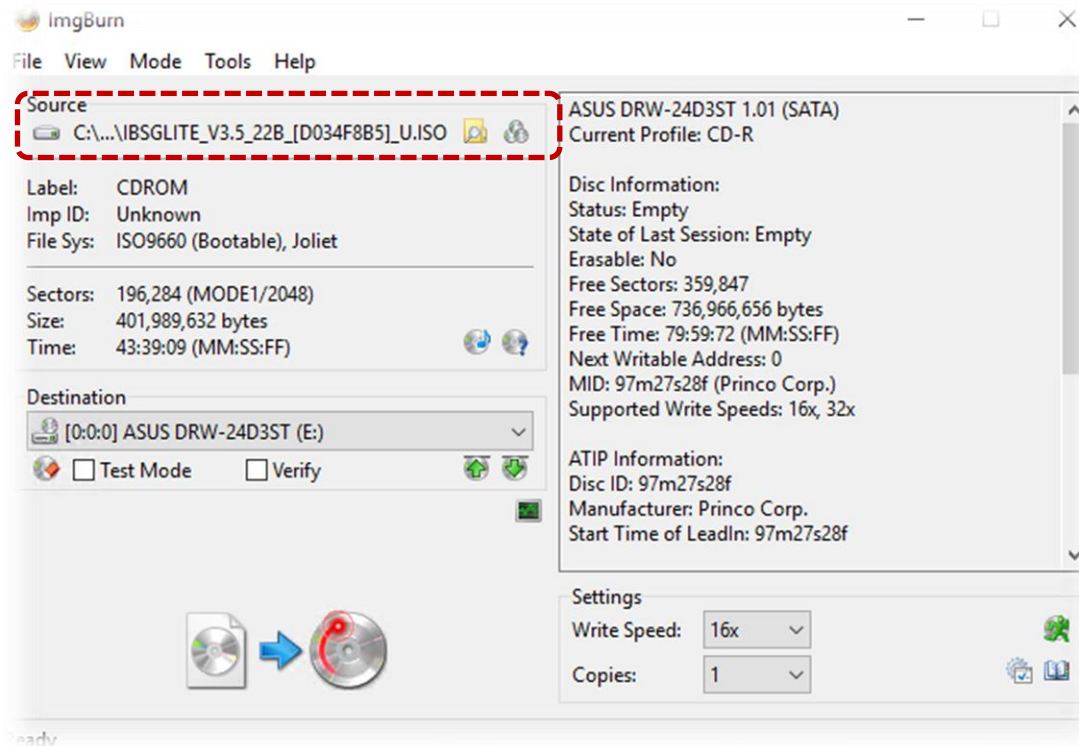 ImgBurn
File View Mode Tools Help
Source
C:\...\IBSGLITE_V3.5_22B_[D034F8B5]_U.ISO
Label: CDROM
Imp ID: Unknown
File Sys: ISO9660 (Bootable), Joliet
Sectors: 196,284 (MODE1/2048)
Size: 401,989,632 bytes
Time: 43:39:09 (MM:SS:FF)
Destination
[0:0:0] ASUS DRW-24D3ST (E:)
Test Mode Verify
ASUS DRW-24D3ST 1.01 (SATA)
Current Profile: CD-R
Disc Information:
Status: Empty
State of Last Session: Empty
Erasable: No
Free Sectors: 359,847
Free Space: 736,966,656 bytes
Free Time: 79:59:72 (MM:SS:FF)
Next Writable Address: 0
MID: 97m27s28f (Princo Corp.)
Supported Write Speeds: 16x, 32x
ATIP Information:
Disc ID: 97m27s28f
Manufacturer: Princo Corp.
Start Time of LeadIn: 97m27s28f
Settings
Write Speed: 16x
Copies: 1
Ready